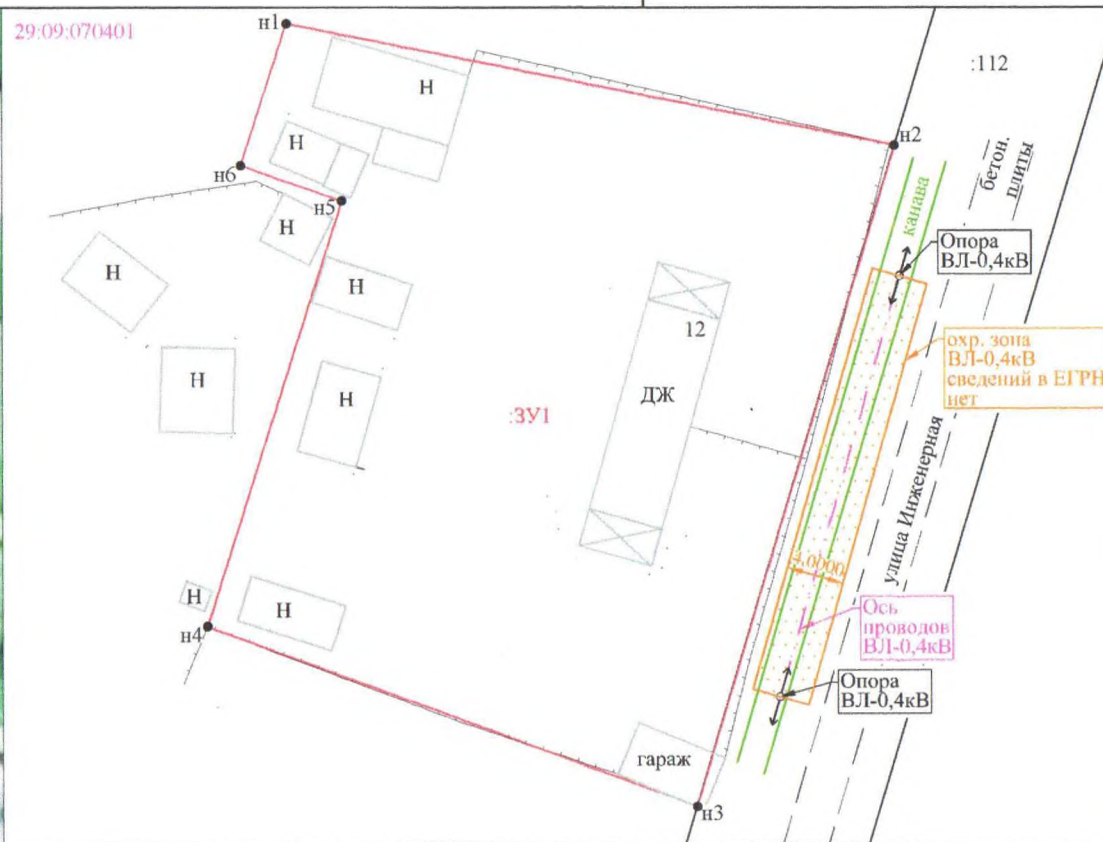 29:09:070401
н1
:112
Н
бетон.
плиты
н2
Н
н6
канава
н5
Н
Опора
ВЛ-0,4кВ
Н
Н
12
охр. зона
ВЛ-0,4кВ
сведений в ЕГРН
нет
Н
ДЖ
Н
:ЗУ1
улица Инженерная
4,0000
Н
Н
Ось
проводов
ВЛ-0,4кВ
н4
Опора
ВЛ-0,4кВ
гараж
н3